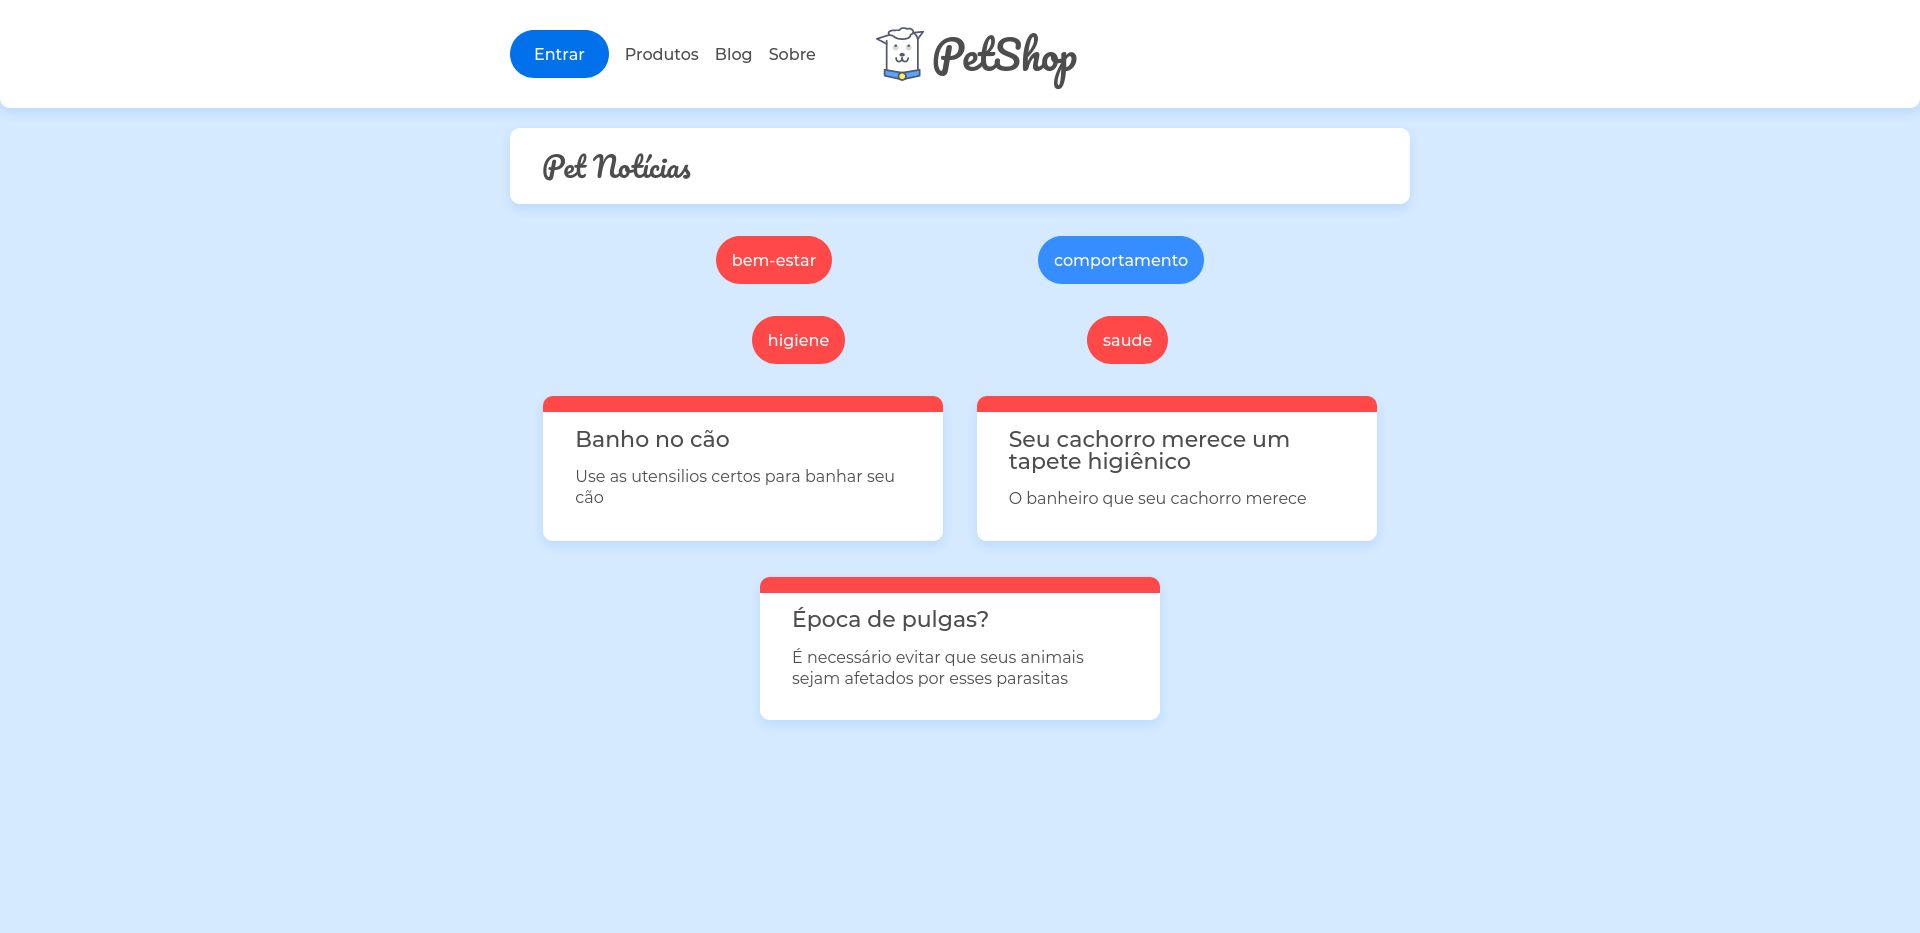 Entrar
Produtos
Blog
Sobre
PetShop
Pet Notícias
bem-estar
comportamento
higiene
saude
Banho no cão
Use as utensilios certos para banhar seu
cão
Seu cachorro merece um
tapete higiênico
O banheiro que seu cachorro merece
Época de pulgas?
É necessário evitar que seus animais
sejam afetados por esses parasitas